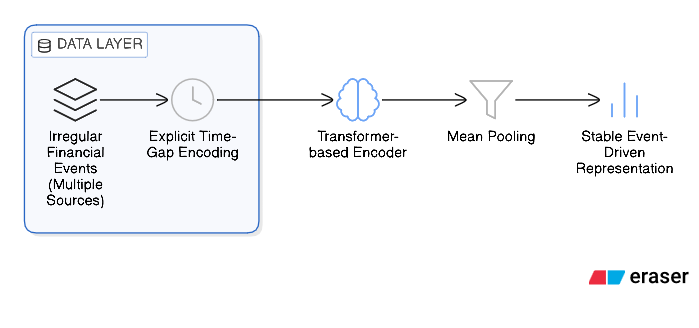 DATA LAYER
Irregular
Financial
Events
(Multiple
Sources)
Explicit Time-
Gap Encoding
Transformer-
based Encoder
Mean Pooling
Stable Event-
Driven
Representation
eraser